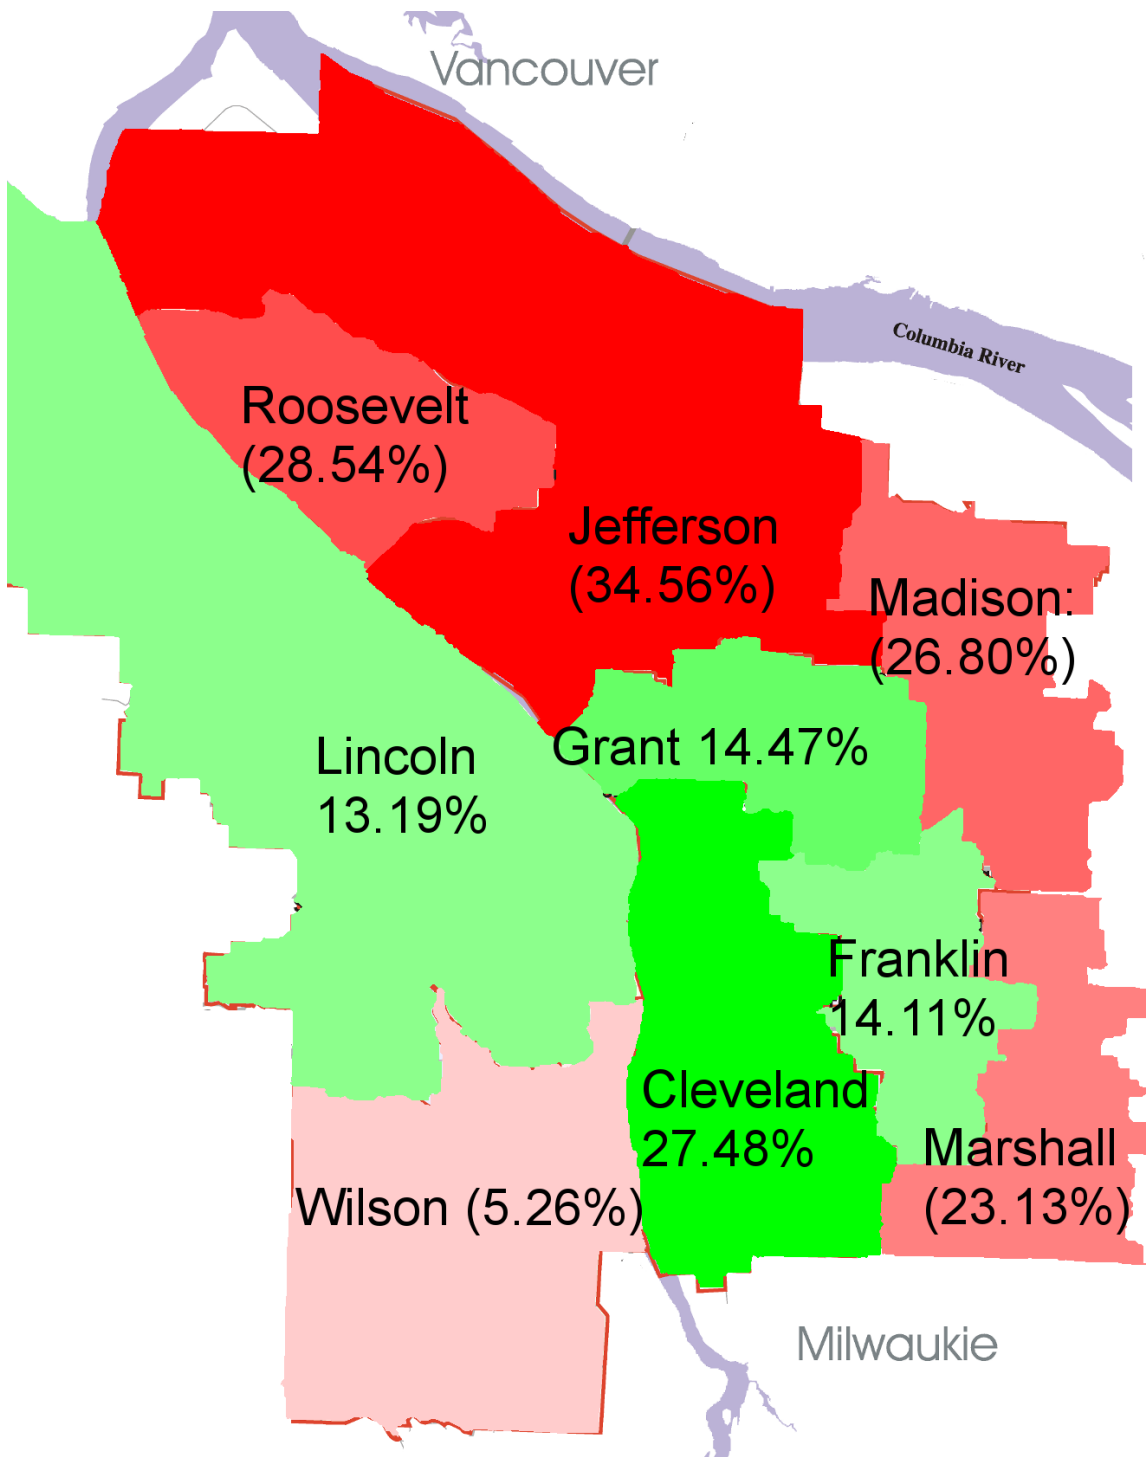 Vancouver
Columbia River
Roosevelt
(28.54%)
Jefferson
(34.56%)
Madison:
(26.80%)
Grant 14.47%
Lincoln
13.19%
Franklin
14.11%
Cleveland
27.48%
Marshall
(23.13%)
Wilson (5.26%)
Milwaukie